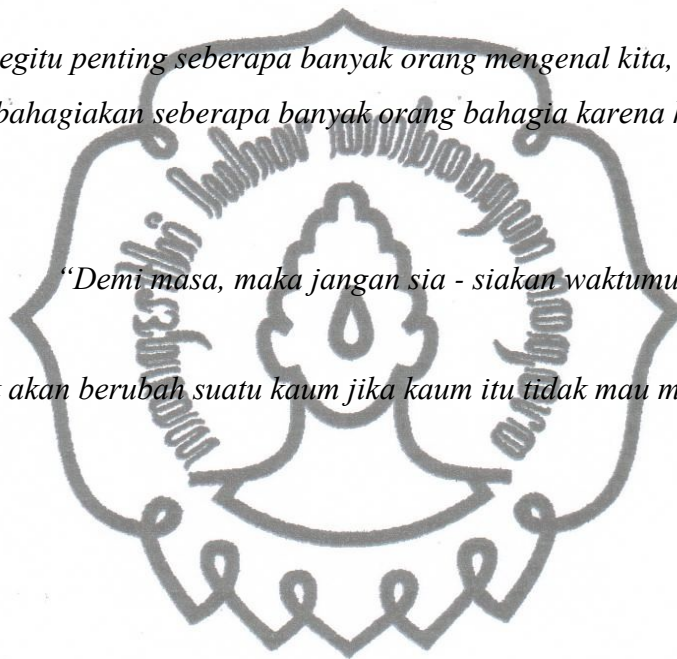 egitu penting seberapa banyak orang mengenal kita,
bahagiakan seberapa banyak orang bahagia karena
“Demi masa, maka jangan sia - siakan waktumu
akan berubah suatu kaum jika kaum itu tidak mau m